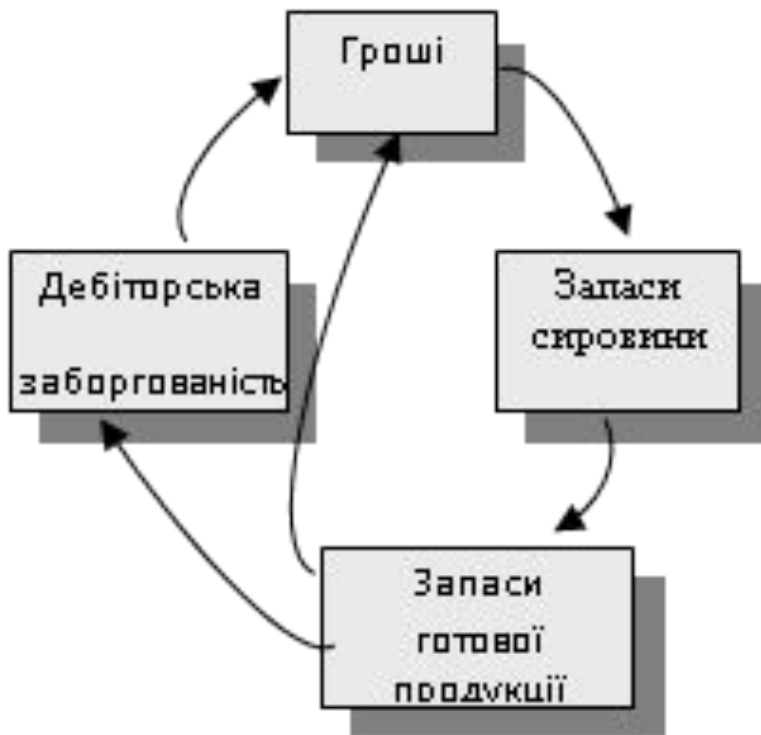 Гроші
Дебіторська
заборгованість
Запаси
сировини
Запаси
готової
продукції